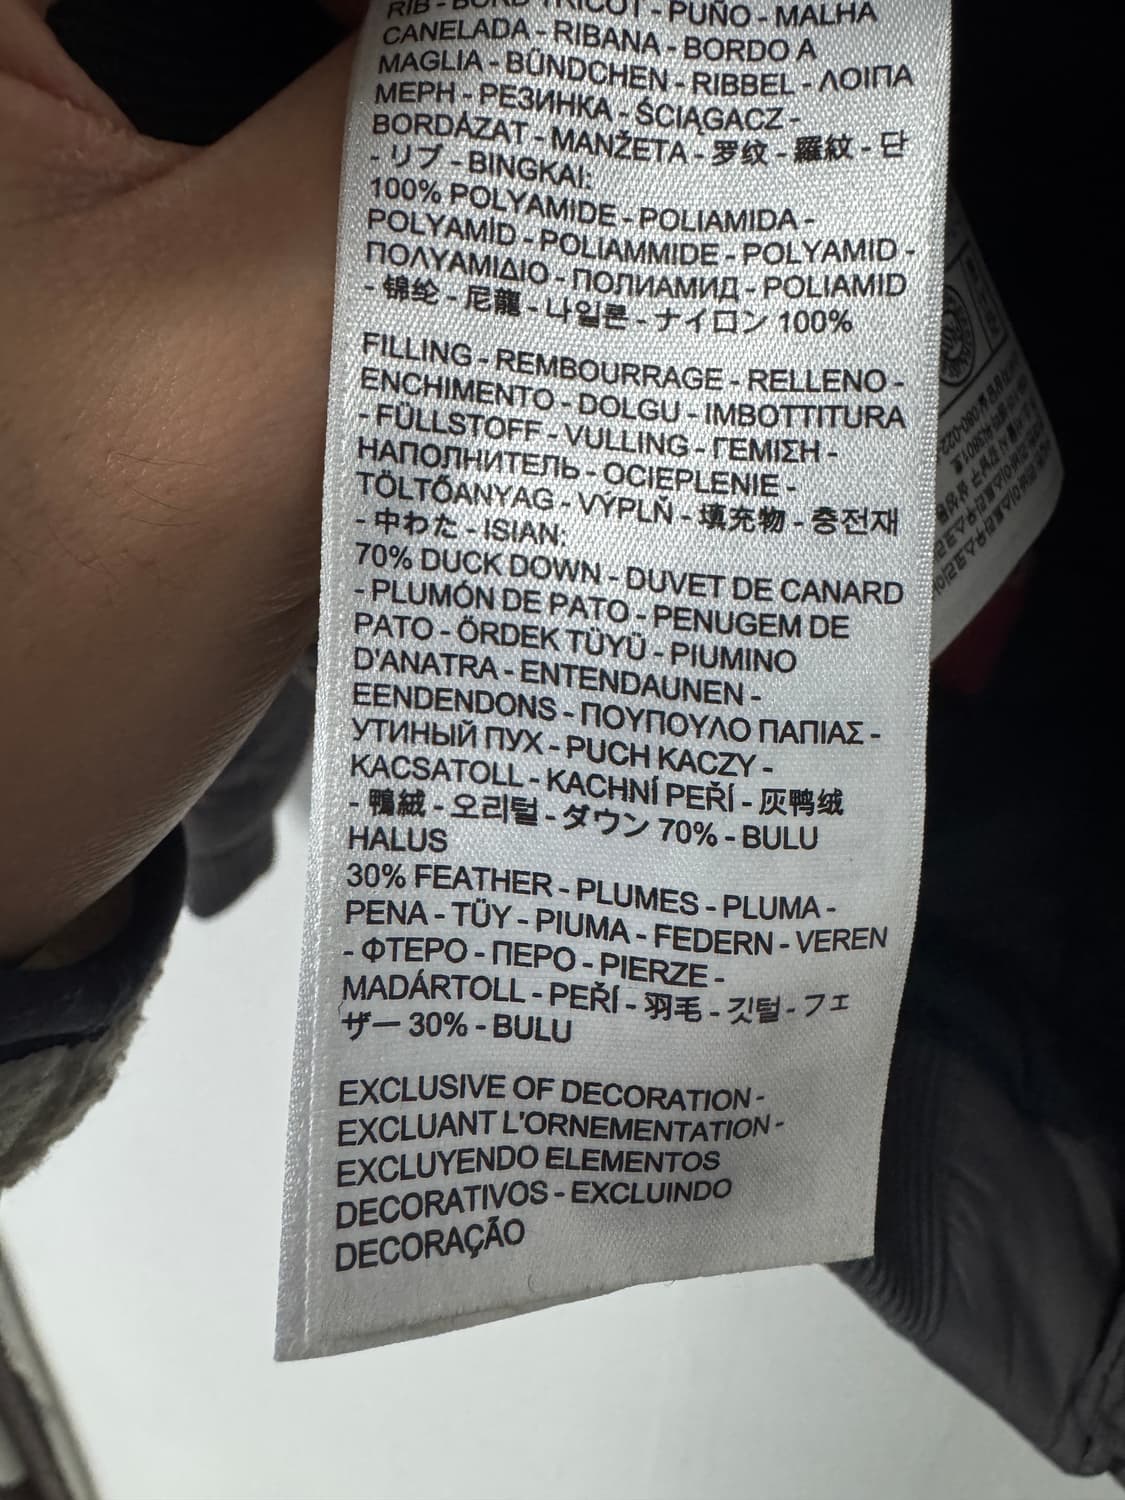 RIB - BORD TRICOT - PUÑO - MALHA
CANELADA - RIBANA - BORDO A
MAGLIA - BÜNDCHEN - RIBBEL - ΛΟΙΠΑ
ΜΕΡΗ - РЕЗИНКА - ŚCIĄGACZ -
BORDÁZAT - MANŽETA - 罗纹 - 羅紋 - 단
- リブ - BINGKAI:
100% POLYAMIDE - POLIAMIDA -
POLYAMID - POLIAMMIDE - POLYAMID -
ΠΟΛΥΑΜΙΔΙΟ - ПОЛИАМИД - POLIAMID
- 锦纶 - 尼龍 - 나일론 - ナイロン 100%
FILLING - REMBOURRAGE - RELLENO -
ENCHIMENTO - DOLGU - IMBOTTITURA
- FÜLLSTOFF - VULLING - ΓΕΜΙΣΗ -
НАПОЛНИТЕЛЬ - OCIEPLENIE -
TÖLTŐANYAG - VÝPLŇ - 填充物 - 충전재
- 中わた - ISIAN:
70% DUCK DOWN - DUVET DE CANARD
- PLUMÓN DE PATO - PENUGEM DE
PATO - ÖRDEK TÜYÜ - PIUMINO
D'ANATRA - ENTENDAUNEN -
EENDENDONS - ΠΟΥΠΟΥΛΟ ΠΑΠΙΑΣ -
УТИНЫЙ ПУХ - PUCH KACZY -
KACSATOLL - KACHNÍ PEŘÍ - 灰鸭绒
- 鴨絨 - 오리털 - ダウン 70% - BULU
HALUS
30% FEATHER - PLUMES - PLUMA -
PENA - TÜY - PIUMA - FEDERN - VEREN
- ΦΤΕΡΟ - ПЕРО - PIERZE -
MADÁRTOLL - PEŘÍ - 羽毛 - 깃털 - フェ
ザー 30% - BULU
EXCLUSIVE OF DECORATION -
EXCLUANT L'ORNEMENTATION -
EXCLUYENDO ELEMENTOS
DECORATIVOS - EXCLUINDO
DECORAÇÃO